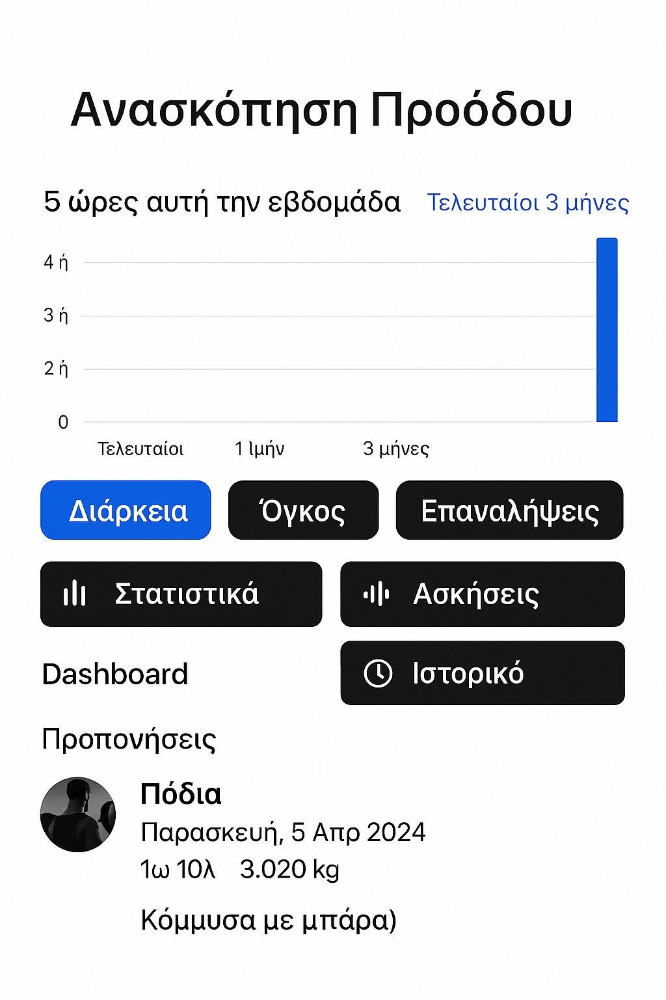 Ανασκόπηση Προόδου
5 ώρες αυτή την εβδομάδα Τελευταίοι 3 μήνες
4 ή
3 ή
2 ή
0
Τελευταίοι 1 lμήν 3 μήνες
Διάρκεια Όγκος Επαναλήψεις
Στατιστικά Ασκήσεις
Dashboard Ιστορικό
Προπονήσεις
Πόδια
Παρασκευή, 5 Απρ 2024
1ω 10λ 3.020 kg
Κόμμυσα με μπάρα)